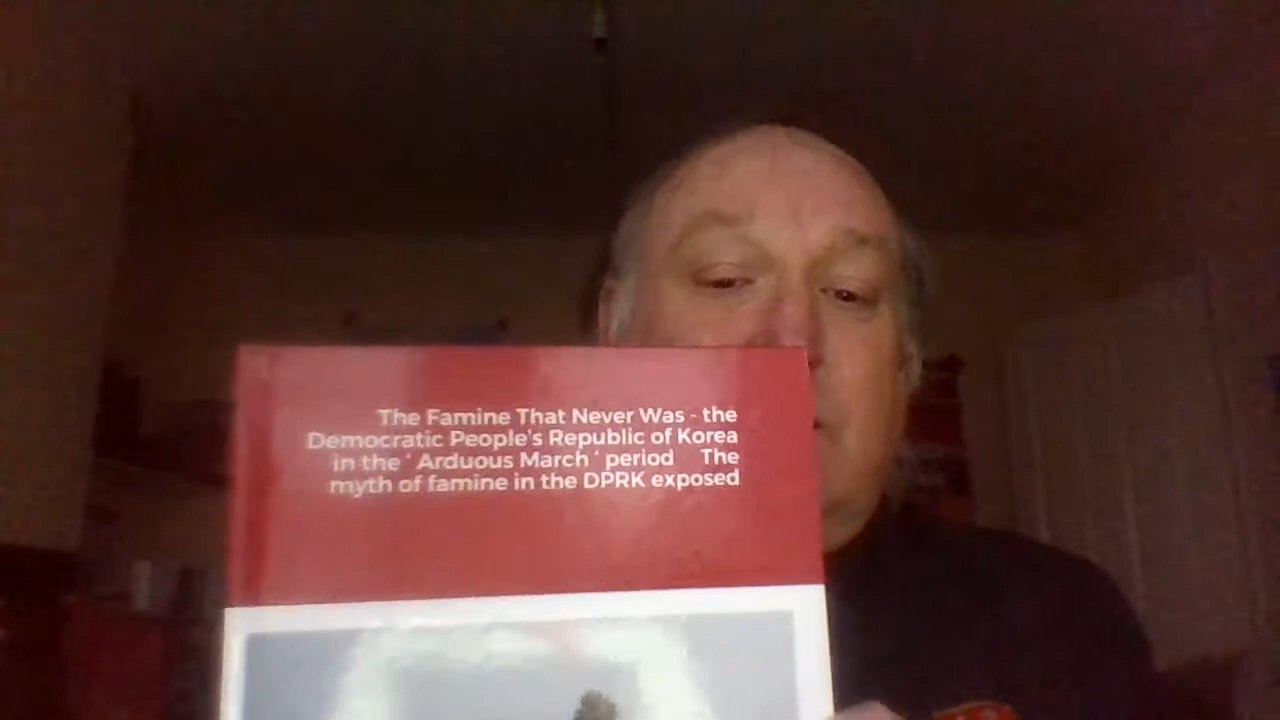 The Famine That Never Was - the
Democratic People's Republic of Korea
in the ' Arduous March ' period The
myth of famine in the DPRK exposed